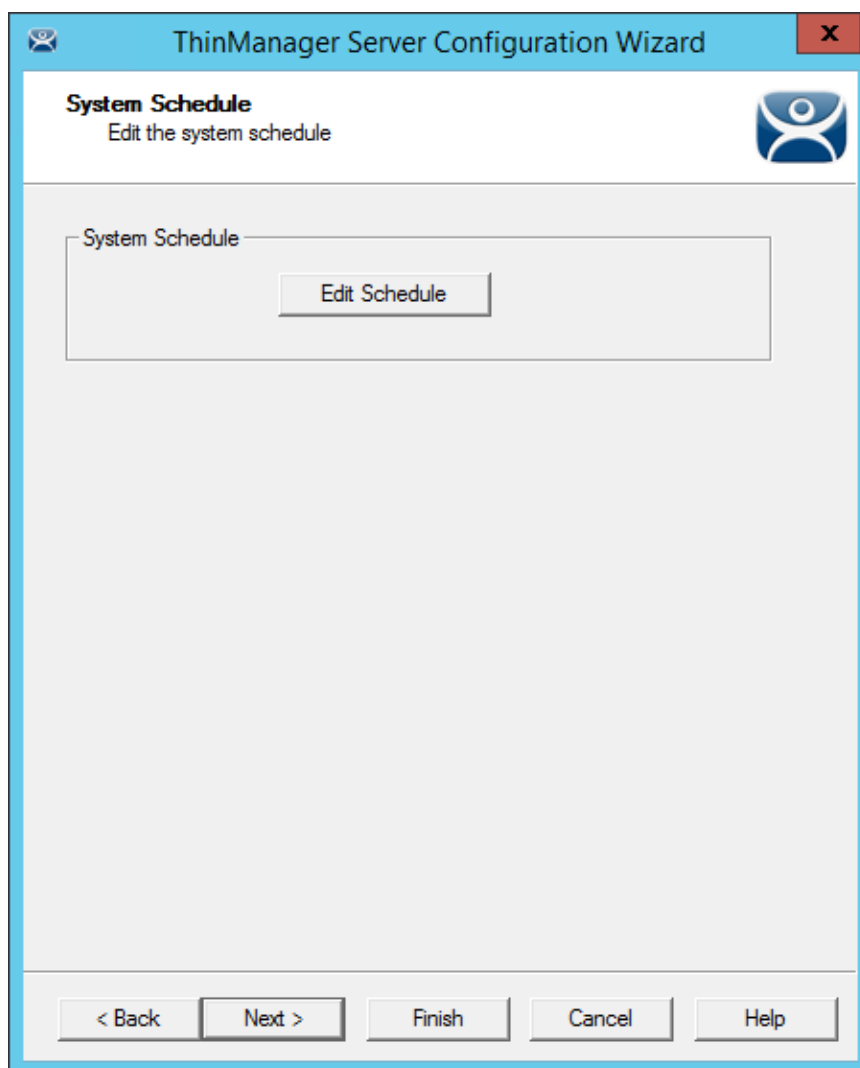 ThinManager Server Configuration Wizard
x
System Schedule
Edit the system schedule
System Schedule
Edit Schedule
< Back Next > Finish Cancel Help